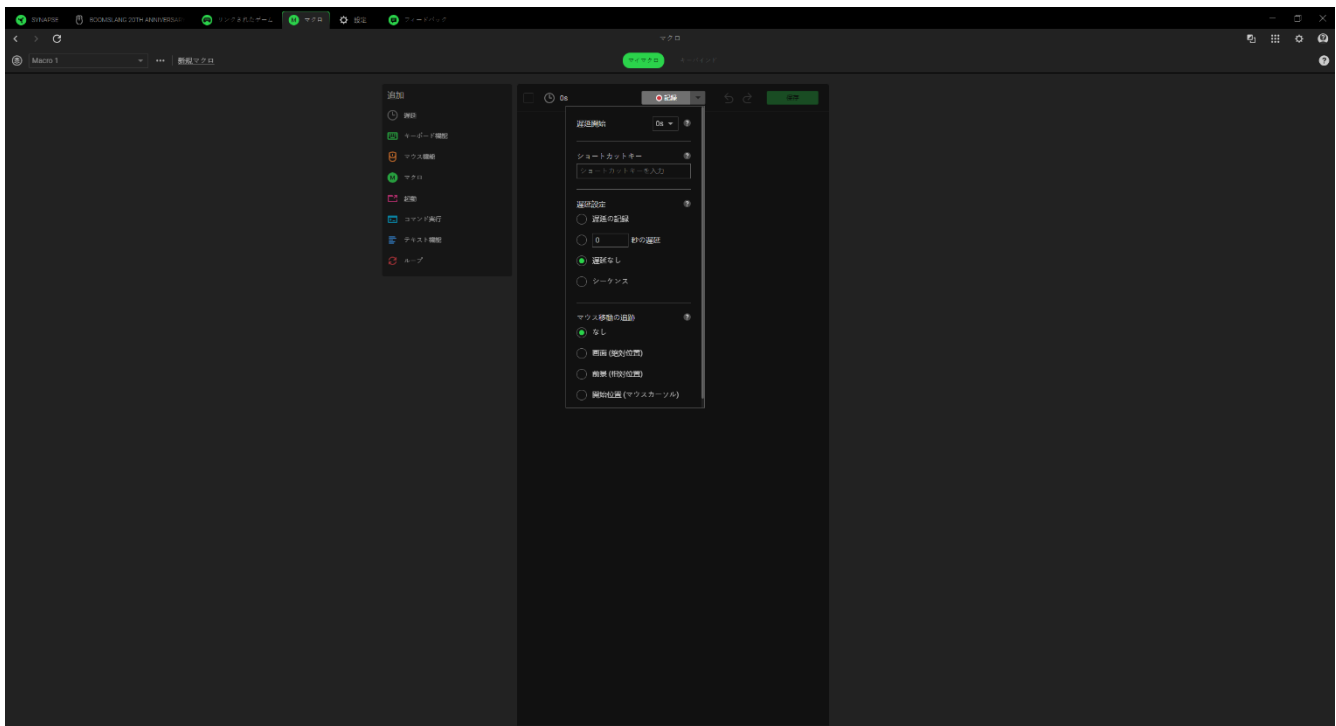 SYNAPSE
BOOMSLANG 20TH ANNIVERSAR
リンクされたゲーム
マクロ
設定
フィードバック
マクロ
Macro 1
新規マクロ
マイマクロ
キーバインド
追加
遅延
キーボード機能
マウス機能
マクロ
起動
コマンド実行
テキスト機能
ループ
0s
記録
保存
遅延開始
0s
ショートカットキー
ショートカットキーを入力
遅延設定
遅延の記録
0 秒の遅延
遅延なし
シーケンス
マウス移動の追跡
なし
画面 (絶対位置)
前景 (相対位置)
開始位置 (マウスカーソル)